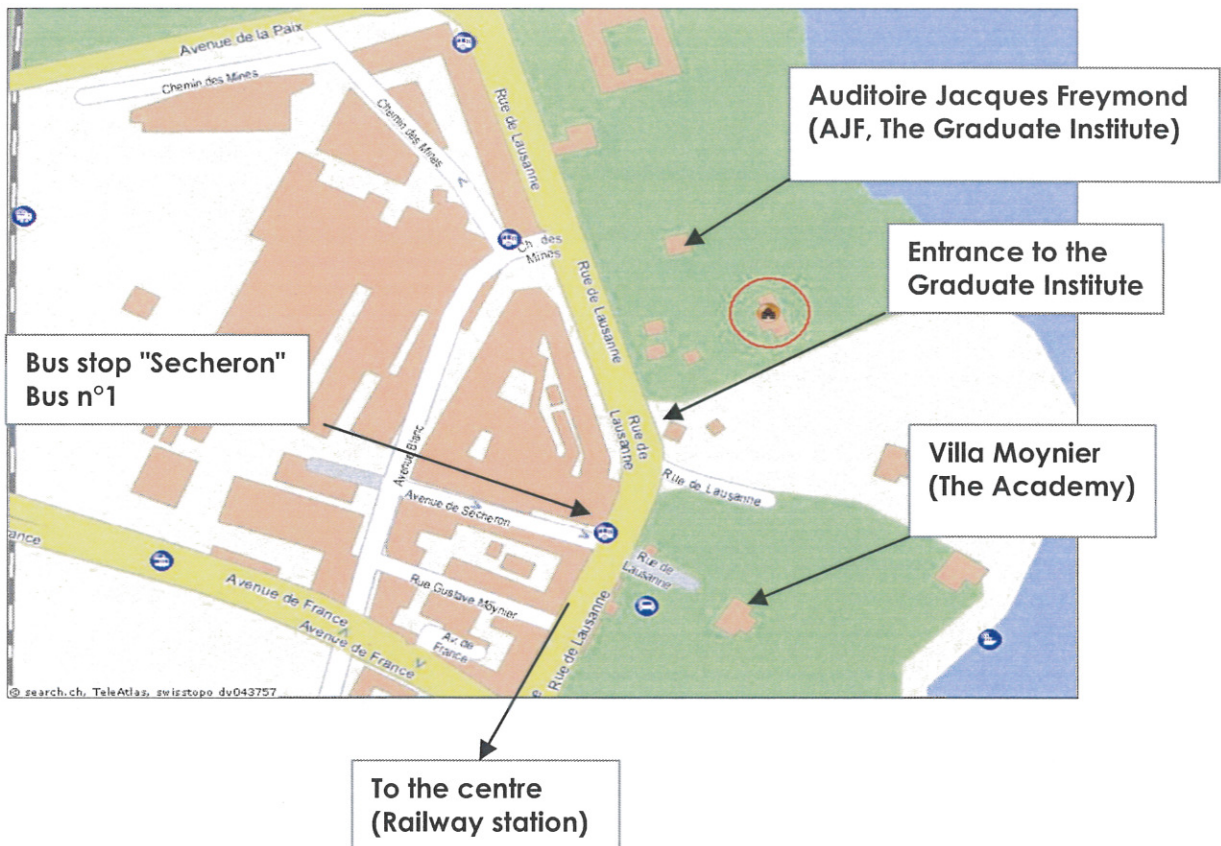 Avenue de la Paix
Chemin des Mines
Chemin des Mines
Rue de Lausanne
Auditoire Jacques Freymond
(AJF, The Graduate Institute)
Ch. des
Mines
Rue de Lausanne
Entrance to the
Graduate Institute
Bus stop "Secheron"
Bus n°1
Rue de
Lausanne
Avenue Blanc
Rue de Lausanne
Villa Moynier
(The Academy)
Avenue de Secheron
ance
Rue de
Lausanne
Rue Gustave Moynier
Avenue de France
Avenue de France
Av. de
France
Rue de Lausanne
e
© search.ch, TeleAtlas, swisstopo dv043757
To the centre
(Railway station)